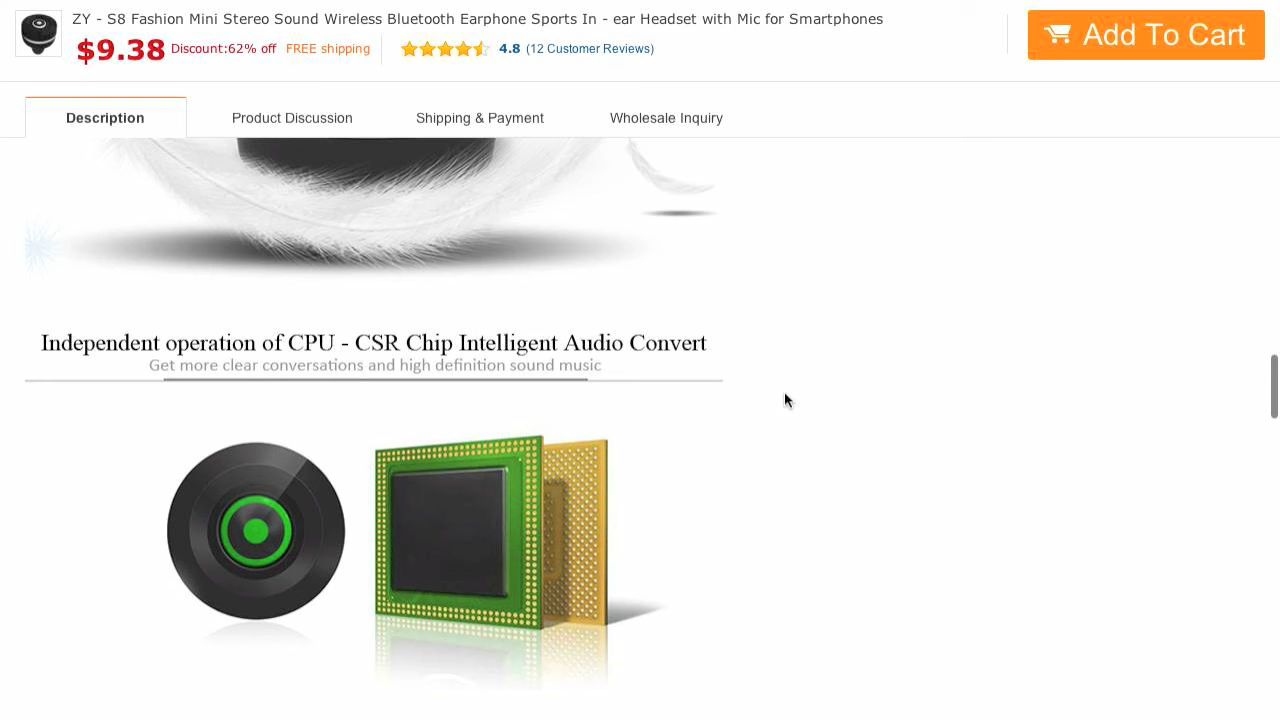 ZY - S8 Fashion Mini Stereo Sound Wireless Bluetooth Earphone Sports In - ear Headset with Mic for Smartphones
$9.38 Discount:62% off FREE shipping 4.8 (12 Customer Reviews)
Add To Cart
Description Product Discussion Shipping & Payment Wholesale Inquiry
Independent operation of CPU - CSR Chip Intelligent Audio Convert
Get more clear conversations and high definition sound music